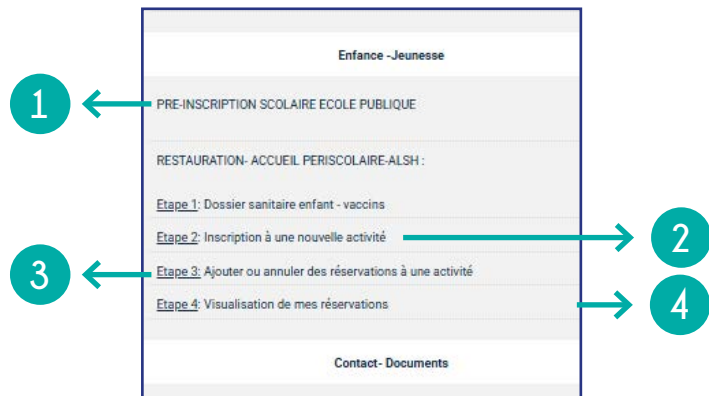 Enfance -Jeunesse
1
PRE-INSCRIPTION SCOLAIRE ECOLE PUBLIQUE
RESTAURATION- ACCUEIL PERISCOLAIRE-ALSH :
Etape 1: Dossier sanitaire enfant - vaccins
Etape 2: Inscription à une nouvelle activité
2
3
Etape 3: Ajouter ou annuler des réservations à une activité
Etape 4: Visualisation de mes réservations
4
Contact- Documents